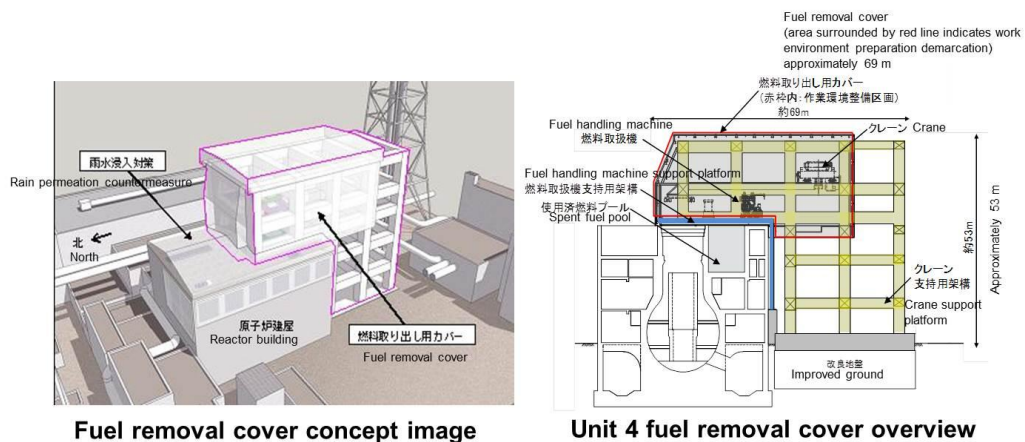 雨水浸入対策
Rain permeation countermeasure
北
North
原子炉建屋
Reactor building
燃料取り出し用カバー
Fuel removal cover
Fuel removal cover concept image
Fuel removal cover
(area surrounded by red line indicates work
environment preparation demarcation)
approximately 69 m
燃料取り出し用カバー
(赤枠内:作業環境整備区画)
約69m
Fuel handling machine
燃料取扱機
クレーン Crane
Fuel handling machine support platform
燃料取扱機支持用架構
使用済燃料プール
Spent fuel pool
約53m
Approximately 53 m
クレーン
支持用架構
Crane support
platform
改良地盤
Improved ground
Unit 4 fuel removal cover overview